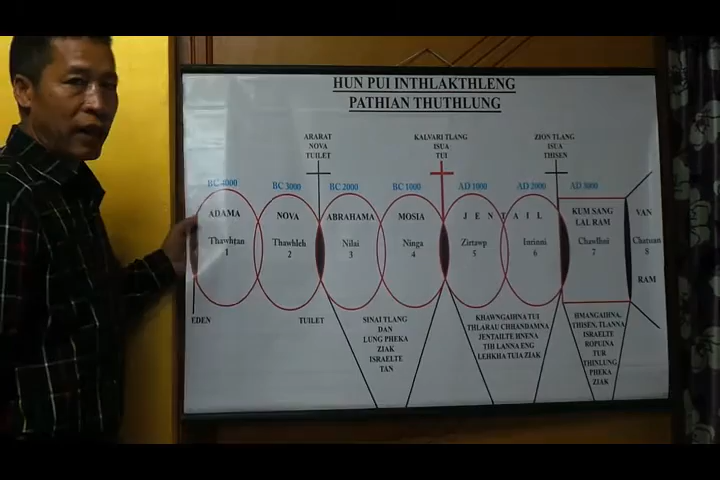 HUN PUI INTHLAKTHLENG
PATHIAN THUTHLUNG
ARARAT
NOVA
TUILET
KALVARI TLANG
ISUA
TUI
ZION TLANG
ISUA
THISEN
BC 4000
BC 3000
BC 2000
BC 1000
AD 1000
AD 2000
AD 3000
ADAMA
Thawhtan
1
NOVA
Thawhleh
2
ABRAHAMA
Nilai
3
MOSIA
Ninga
4
JENTAIL
Zirtawp
5
Inrinni
6
KUM SANG
LAL RAM
Chawlhni
7
VAN
Chatuan
8
RAM
EDEN
TUILET
SINAI TLANG
DAN
LUNG PHEKA
ZIAK
ISRAELTE
TAN
KHAWNGAIHNA TUI
THLARAU CHHANDAMNA
JENTAILTE HNENA
TIH LANNA ENG
LEHKHA TUIA ZIAK
HMANGAIHNA,
THISEN, TLANNA
ISRAELTE
ROPUINA
TUR
THINLUNG
PHEKA
ZIAK